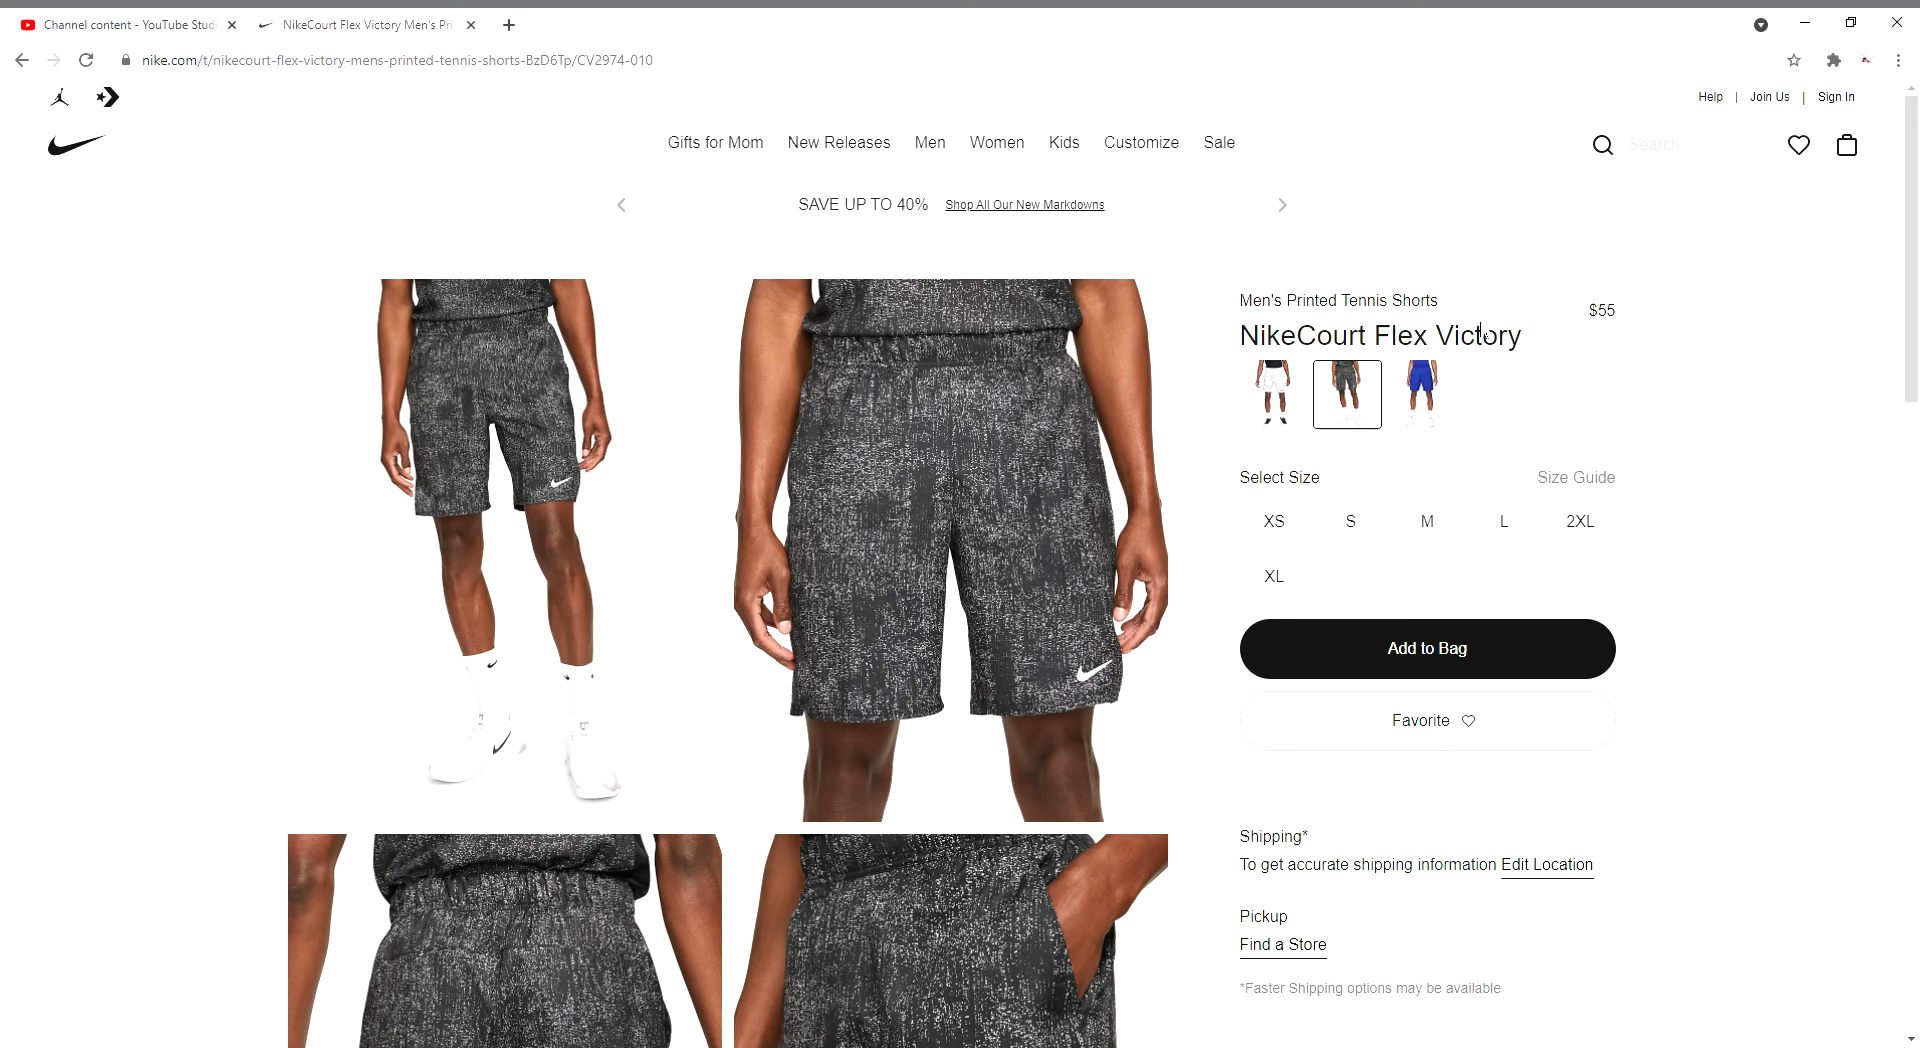 Channel content - YouTube Stud
NikeCourt Flex Victory Men's Pri
nike.com/t/nikecourt-flex-victory-mens-printed-tennis-shorts-BzD6Tp/CV2974-010
Help | Join Us | Sign In
Gifts for Mom New Releases Men Women Kids Customize Sale
Search
SAVE UP TO 40% Shop All Our New Markdowns
Men's Printed Tennis Shorts
$55
NikeCourt Flex Victory
Select Size Size Guide
XS S M L 2XL
XL
Add to Bag
Favorite
Shipping*
To get accurate shipping information Edit Location
Pickup
Find a Store
*Faster Shipping options may be available